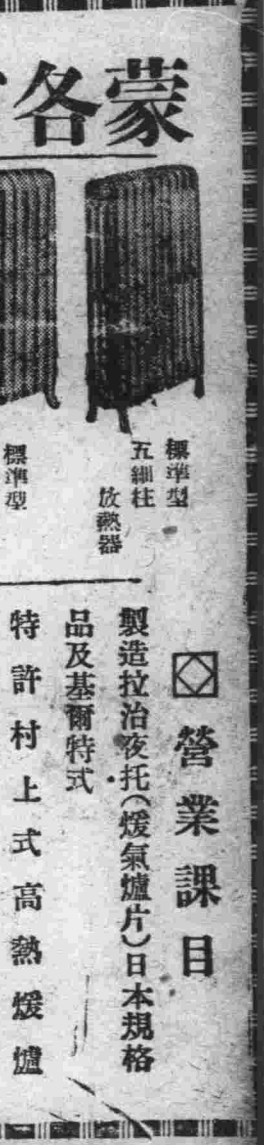 蒙各
標準型
五細柱
放熱器
標準型
營業課目
製造拉治夜托(煖氣爐片)日本規格
品及基爾特式
特許村上式高熱煖爐